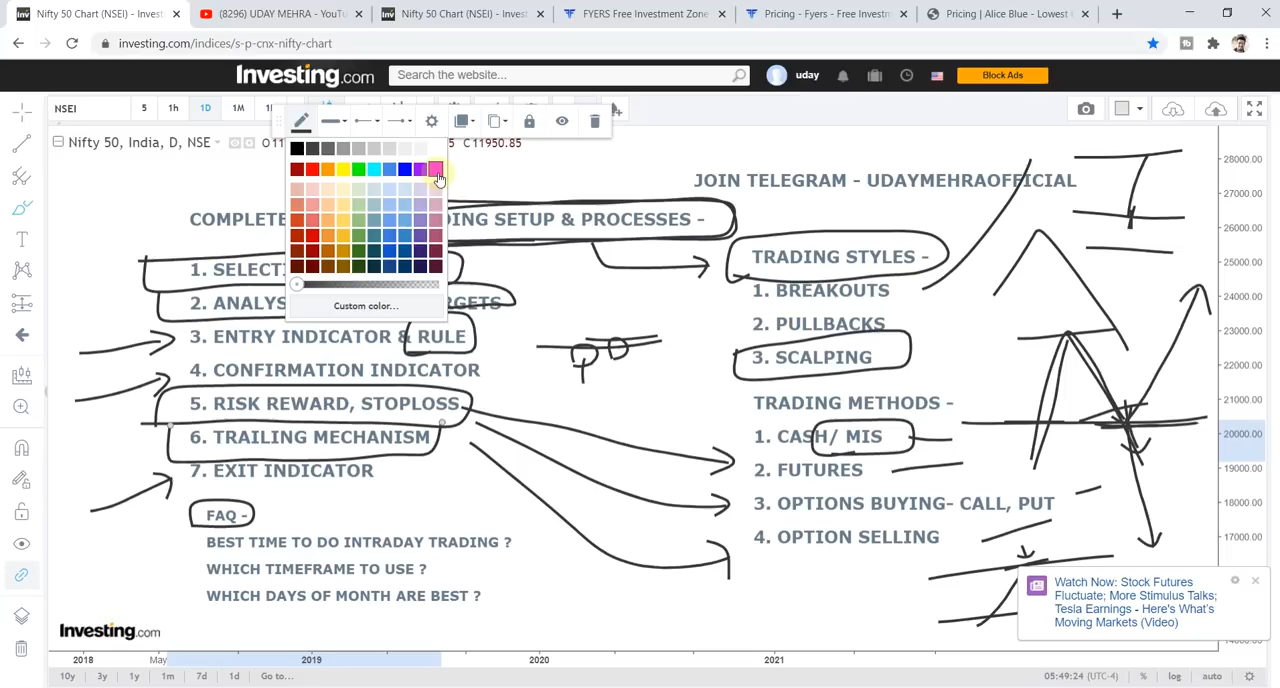 Nifty 50 Chart (NSEI) - Invest
(8296) UDAY MEHRA - YouTu
Nifty 50 Chart (NSEI) - Invest
FYERS Free Investment Zone
Pricing - Fyers - Free Investm
Pricing | Alice Blue - Lowest
investing.com/indices/s-p-cnx-nifty-chart
Investing.com
Search the website...
uday
Block Ads
NSEI
5
1h
1D
1M
Nifty 50, India, D, NSE
C11950.85
JOIN TELEGRAM - UDAYMEHRAOFFICIAL
COMPLETE
DING SETUP & PROCESSES -
TRADING STYLES -
1. SELECTI
1. BREAKOUTS
2. ANALYS
GETS
2. PULLBACKS
3. ENTRY INDICATOR & RULE
3. SCALPING
4. CONFIRMATION INDICATOR
5. RISK REWARD, STOPLOSS
TRADING METHODS -
6. TRAILING MECHANISM
1. CASH/ MIS
7. EXIT INDICATOR
2. FUTURES
3. OPTIONS BUYING- CALL, PUT
FAQ -
4. OPTION SELLING
BEST TIME TO DO INTRADAY TRADING ?
WHICH TIMEFRAME TO USE ?
WHICH DAYS OF MONTH ARE BEST ?
Custom color...
28000.00
27000.00
26000.00
25000.00
24000.00
23000.00
22000.00
21000.00
20000.00
19000.00
18000.00
17000.00
Watch Now: Stock Futures
Fluctuate; More Stimulus Talks;
Tesla Earnings - Here's What's
Moving Markets (Video)
Investing.com
2018
May
2019
2020
2021
10y
3y
1y
1m
7d
1d
Go to...
05:49:24 (UTC-4)
%
log
auto